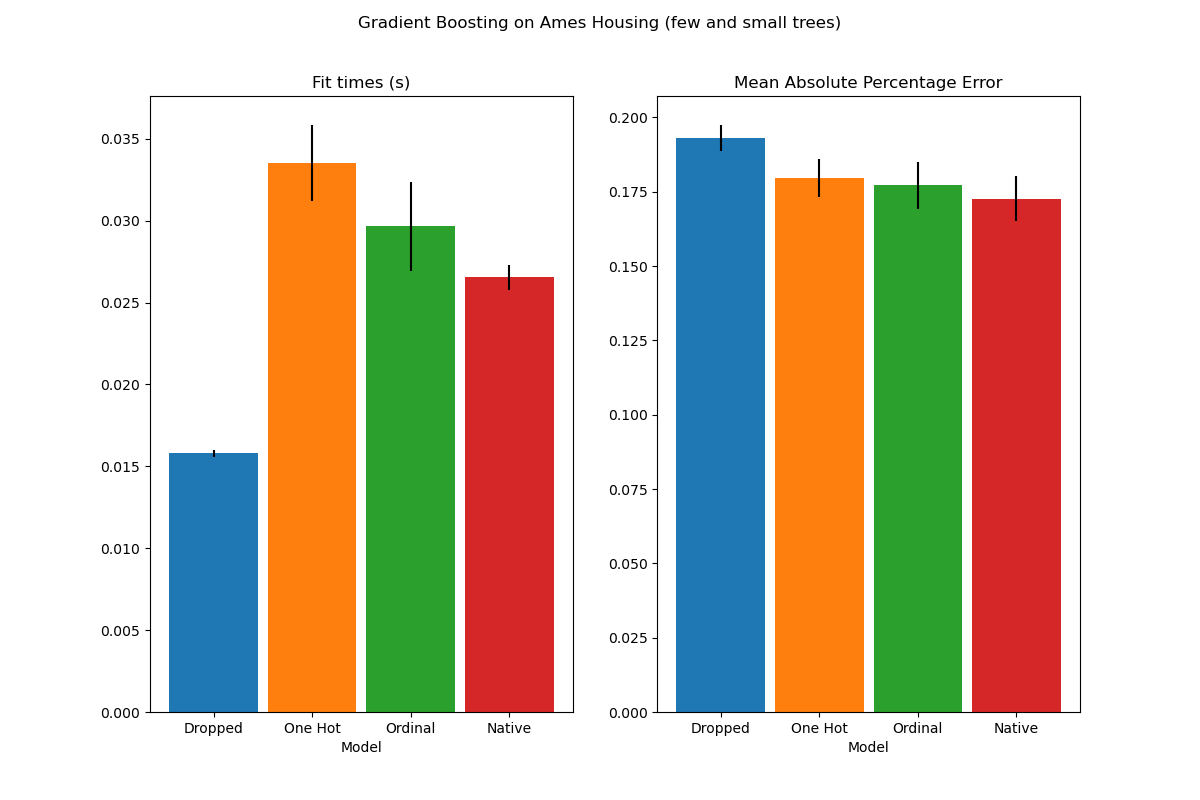 Gradient Boosting on Ames Housing (few and small trees)
Fit times (s)
0.035
0.030
0.025
0.020
0.015
0.010
0.005
0.000
Dropped One Hot Ordinal Native
Model
Mean Absolute Percentage Error
0.200
0.175
0.150
0.125
0.100
0.075
0.050
0.025
0.000
Dropped One Hot Ordinal Native
Model